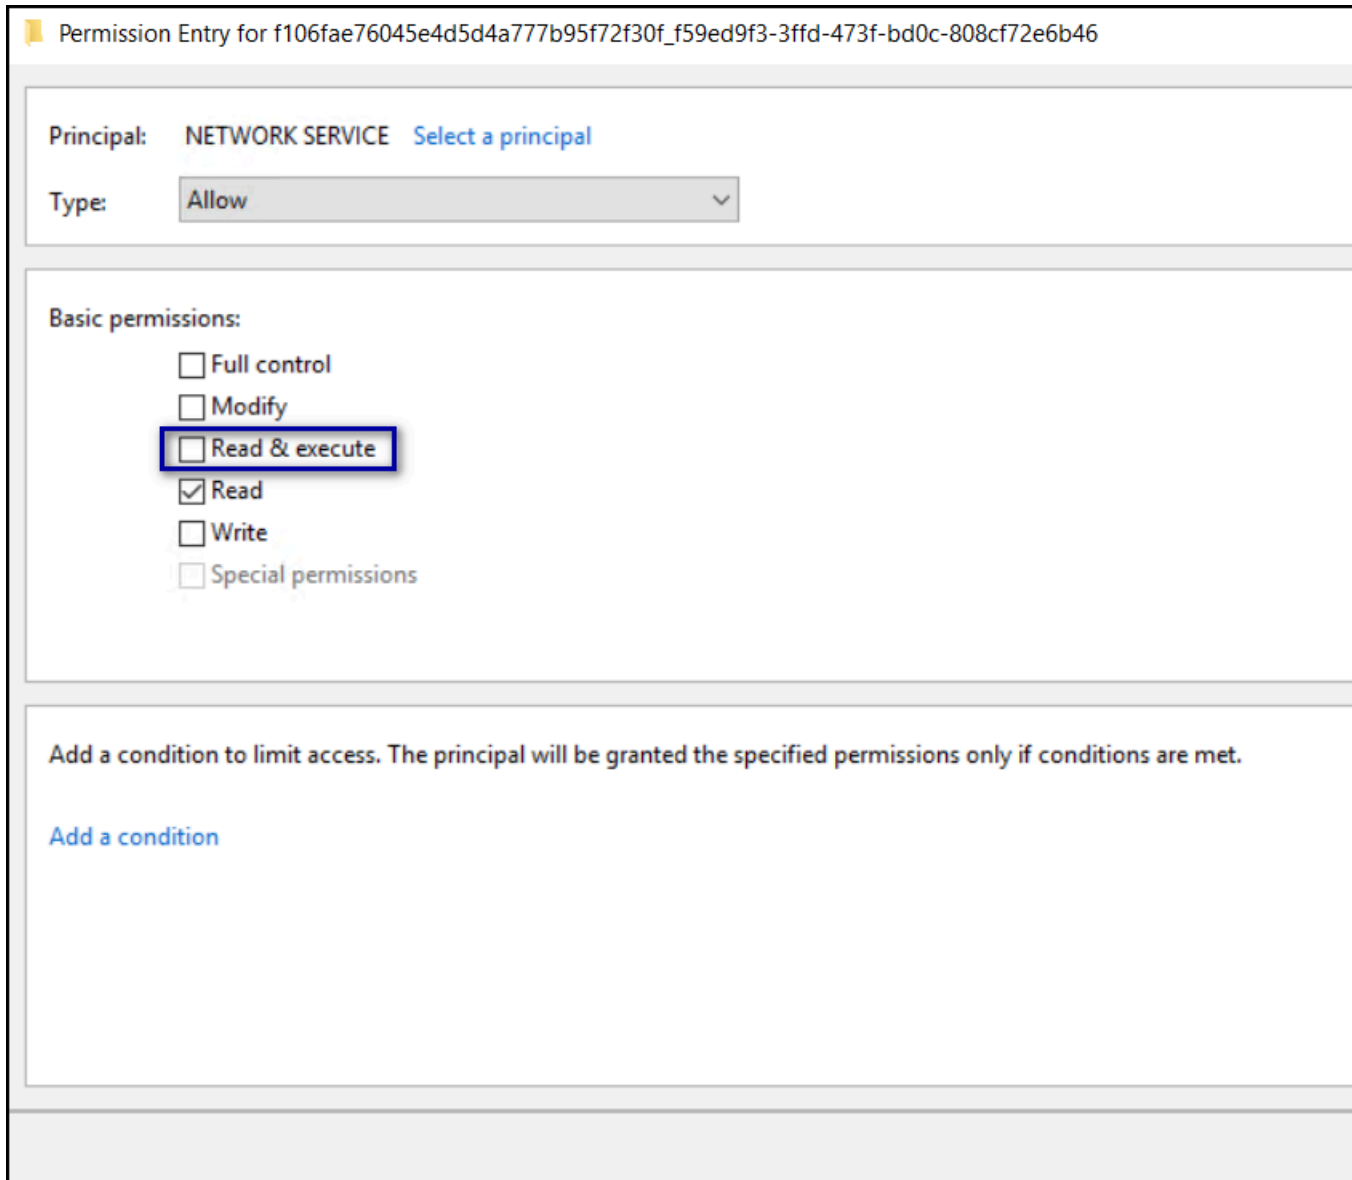 Permission Entry for f106fae76045e4d5d4a777b95f72f30f_f59ed9f3-3ffd-473f-bd0c-808cf72e6b46
Principal: NETWORK SERVICE Select a principal
Type: Allow
Basic permissions:
Full control
Modify
Read & execute
Read
Write
Special permissions
Add a condition to limit access. The principal will be granted the specified permissions only if conditions are met.
Add a condition